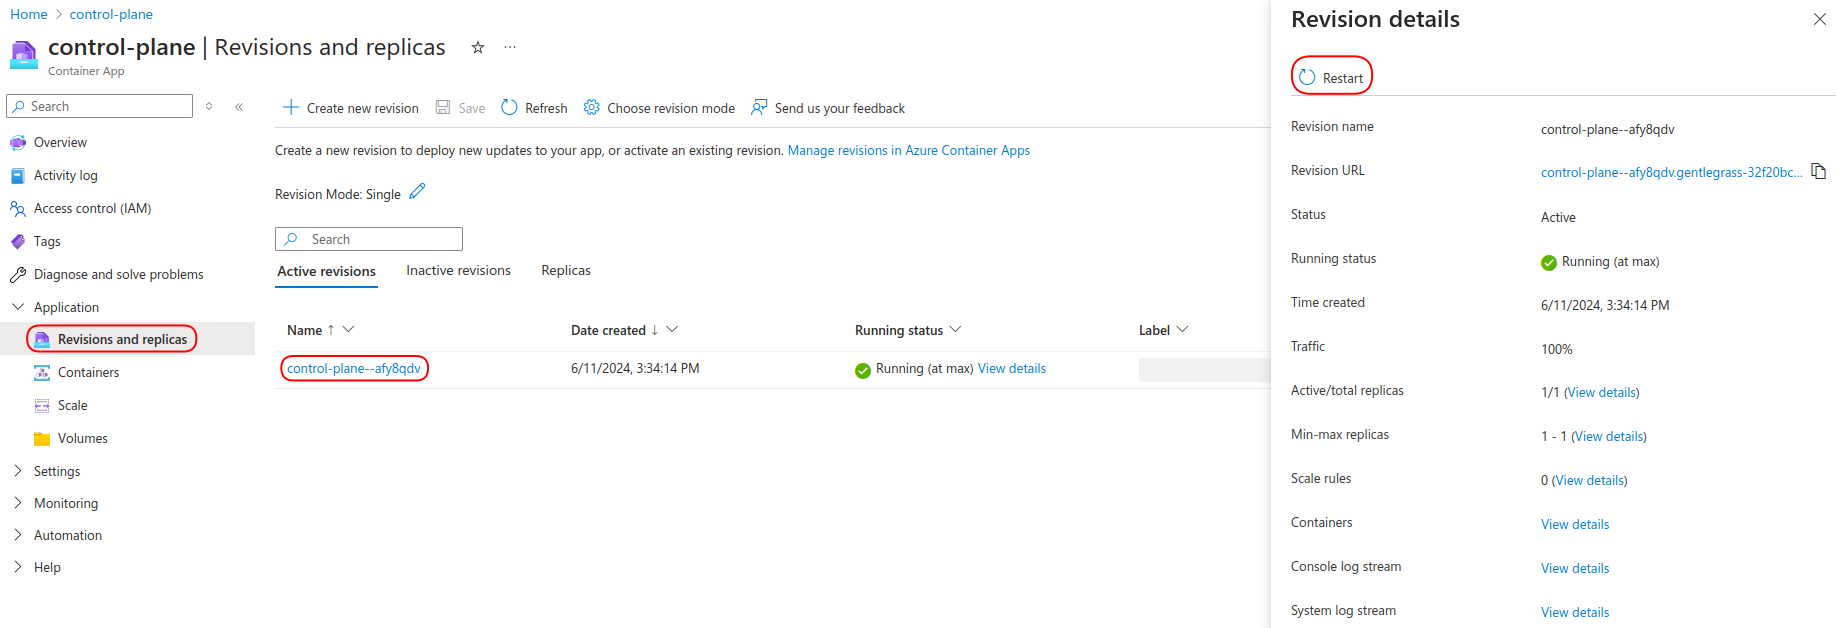 Home > control-plane
control-plane | Revisions and replicas
Container App
Search
Overview
Activity log
Access control (IAM)
Tags
Diagnose and solve problems
Application
Revisions and replicas
Containers
Scale
Volumes
Settings
Monitoring
Automation
Help
Create new revision Save Refresh Choose revision mode Send us your feedback
Create a new revision to deploy new updates to your app, or activate an existing revision. Manage revisions in Azure Container Apps
Revision Mode: Single
Search
Active revisions Inactive revisions Replicas
Name ↑ Date created ↓ Running status Label
control-plane--afy8qdv 6/11/2024, 3:34:14 PM Running (at max) View details
Revision details
Restart
Revision name control-plane--afy8qdv
Revision URL control-plane--afy8qdv.gentlegrass-32f20bc...
Status Active
Running status Running (at max)
Time created 6/11/2024, 3:34:14 PM
Traffic 100%
Active/total replicas 1/1 (View details)
Min-max replicas 1 - 1 (View details)
Scale rules 0 (View details)
Containers View details
Console log stream View details
System log stream View details